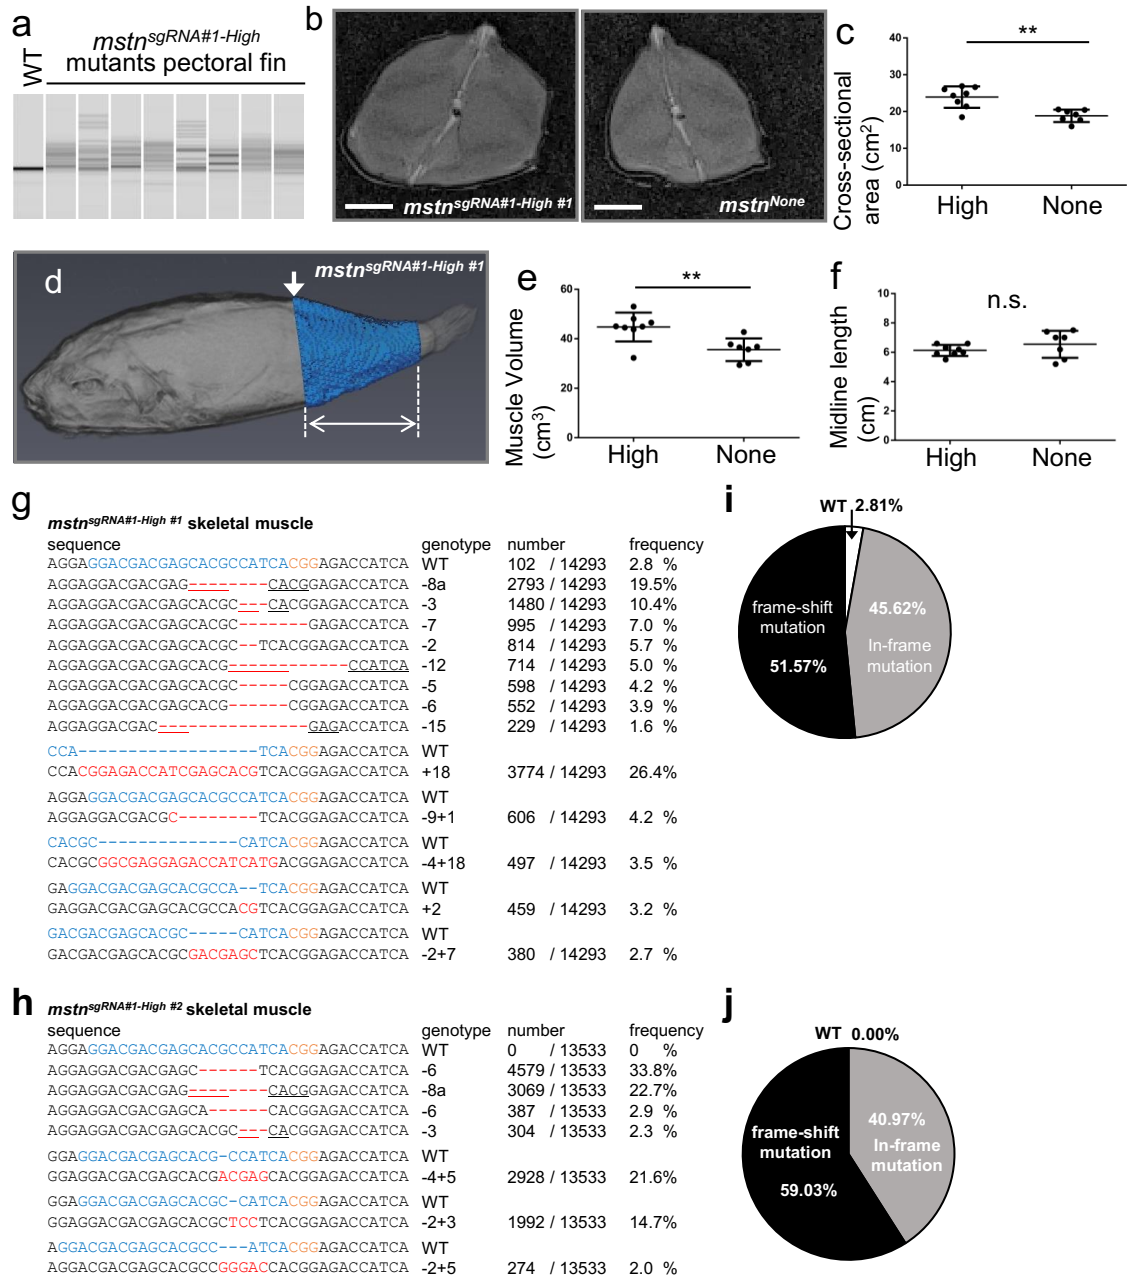 a
WT
mstn^sgRNA#1-High
mutants pectoral fin
b
mstn^sgRNA#1-High #1
mstn^None
c
Cross-sectional
area (cm²)
40
30
20
10
0
**
High None
d
mstn^sgRNA#1-High #1
e
Muscle Volume
(cm³)
60
40
20
0
**
High None
f
Midline length
(cm)
10
8
6
4
2
0
n.s.
High None
g
mstn^sgRNA#1-High #1 skeletal muscle
sequence genotype number frequency
AGGAGGACGACGAGCACGCCATCACGGAGACCATCA WT 102 / 14293 2.8 %
AGGAGGACGACGAG--------CACGGAGACCATCA -8a 2793 / 14293 19.5%
AGGAGGACGACGAGCACGC---CACGGAGACCATCA -3 1480 / 14293 10.4%
AGGAGGACGACGAGCACGC-------GAGACCATCA -7 995 / 14293 7.0 %
AGGAGGACGACGAGCACGC--TCACGGAGACCATCA -2 814 / 14293 5.7 %
AGGAGGACGACGAGCACG------------CCATCA -12 714 / 14293 5.0 %
AGGAGGACGACGAGCACGC-----CGGAGACCATCA -5 598 / 14293 4.2 %
AGGAGGACGACGAGCACG------CGGAGACCATCA -6 552 / 14293 3.9 %
AGGAGGACGAC---------------GAGACCATCA -15 229 / 14293 1.6 %
CCA------------------TCACGGAGACCATCA WT
CCACGGAGACCATCGAGCACGTCACGGAGACCATCA +18 3774 / 14293 26.4%
AGGAGGACGACGAGCACGCCATCACGGAGACCATCA WT
AGGAGGACGACGC--------TCACGGAGACCATCA -9+1 606 / 14293 4.2 %
CACGC--------------CATCACGGAGACCATCA WT
CACGCGGCGAGGAGACCATCATGACGGAGACCATCA -4+18 497 / 14293 3.5 %
GAGGACGACGAGCACGCCA--TCACGGAGACCATCA WT
GAGGACGACGAGCACGCCACGTCACGGAGACCATCA +2 459 / 14293 3.2 %
GACGACGAGCACGC-----CATCACGGAGACCATCA WT
GACGACGAGCACGCGACGAGCTCACGGAGACCATCA -2+7 380 / 14293 2.7 %
i
WT 2.81%
frame-shift
mutation
51.57%
45.62%
In-frame
mutation
h
mstn^sgRNA#1-High #2 skeletal muscle
sequence genotype number frequency
AGGAGGACGACGAGCACGCCATCACGGAGACCATCA WT 0 / 13533 0 %
AGGAGGACGACGAGC------TCACGGAGACCATCA -6 4579 / 13533 33.8%
AGGAGGACGACGAG--------CACGGAGACCATCA -8a 3069 / 13533 22.7%
AGGAGGACGACGAGCA------CACGGAGACCATCA -6 387 / 13533 2.9 %
AGGAGGACGACGAGCACGC---CACGGAGACCATCA -3 304 / 13533 2.3 %
GGAGGACGACGAGCACG-CCATCACGGAGACCATCA WT
GGAGGACGACGAGCACGACGAGCACGGAGACCATCA -4+5 2928 / 13533 21.6%
GGAGGACGACGAGCACGC-CATCACGGAGACCATCA WT
GGAGGACGACGAGCACGCTCCTCACGGAGACCATCA -2+3 1992 / 13533 14.7%
AGGACGACGAGCACGCC---ATCACGGAGACCATCA WT
AGGACGACGAGCACGCCGGGACCACGGAGACCATCA -2+5 274 / 13533 2.0 %
j
WT 0.00%
frame-shift
mutation
59.03%
40.97%
In-frame
mutation